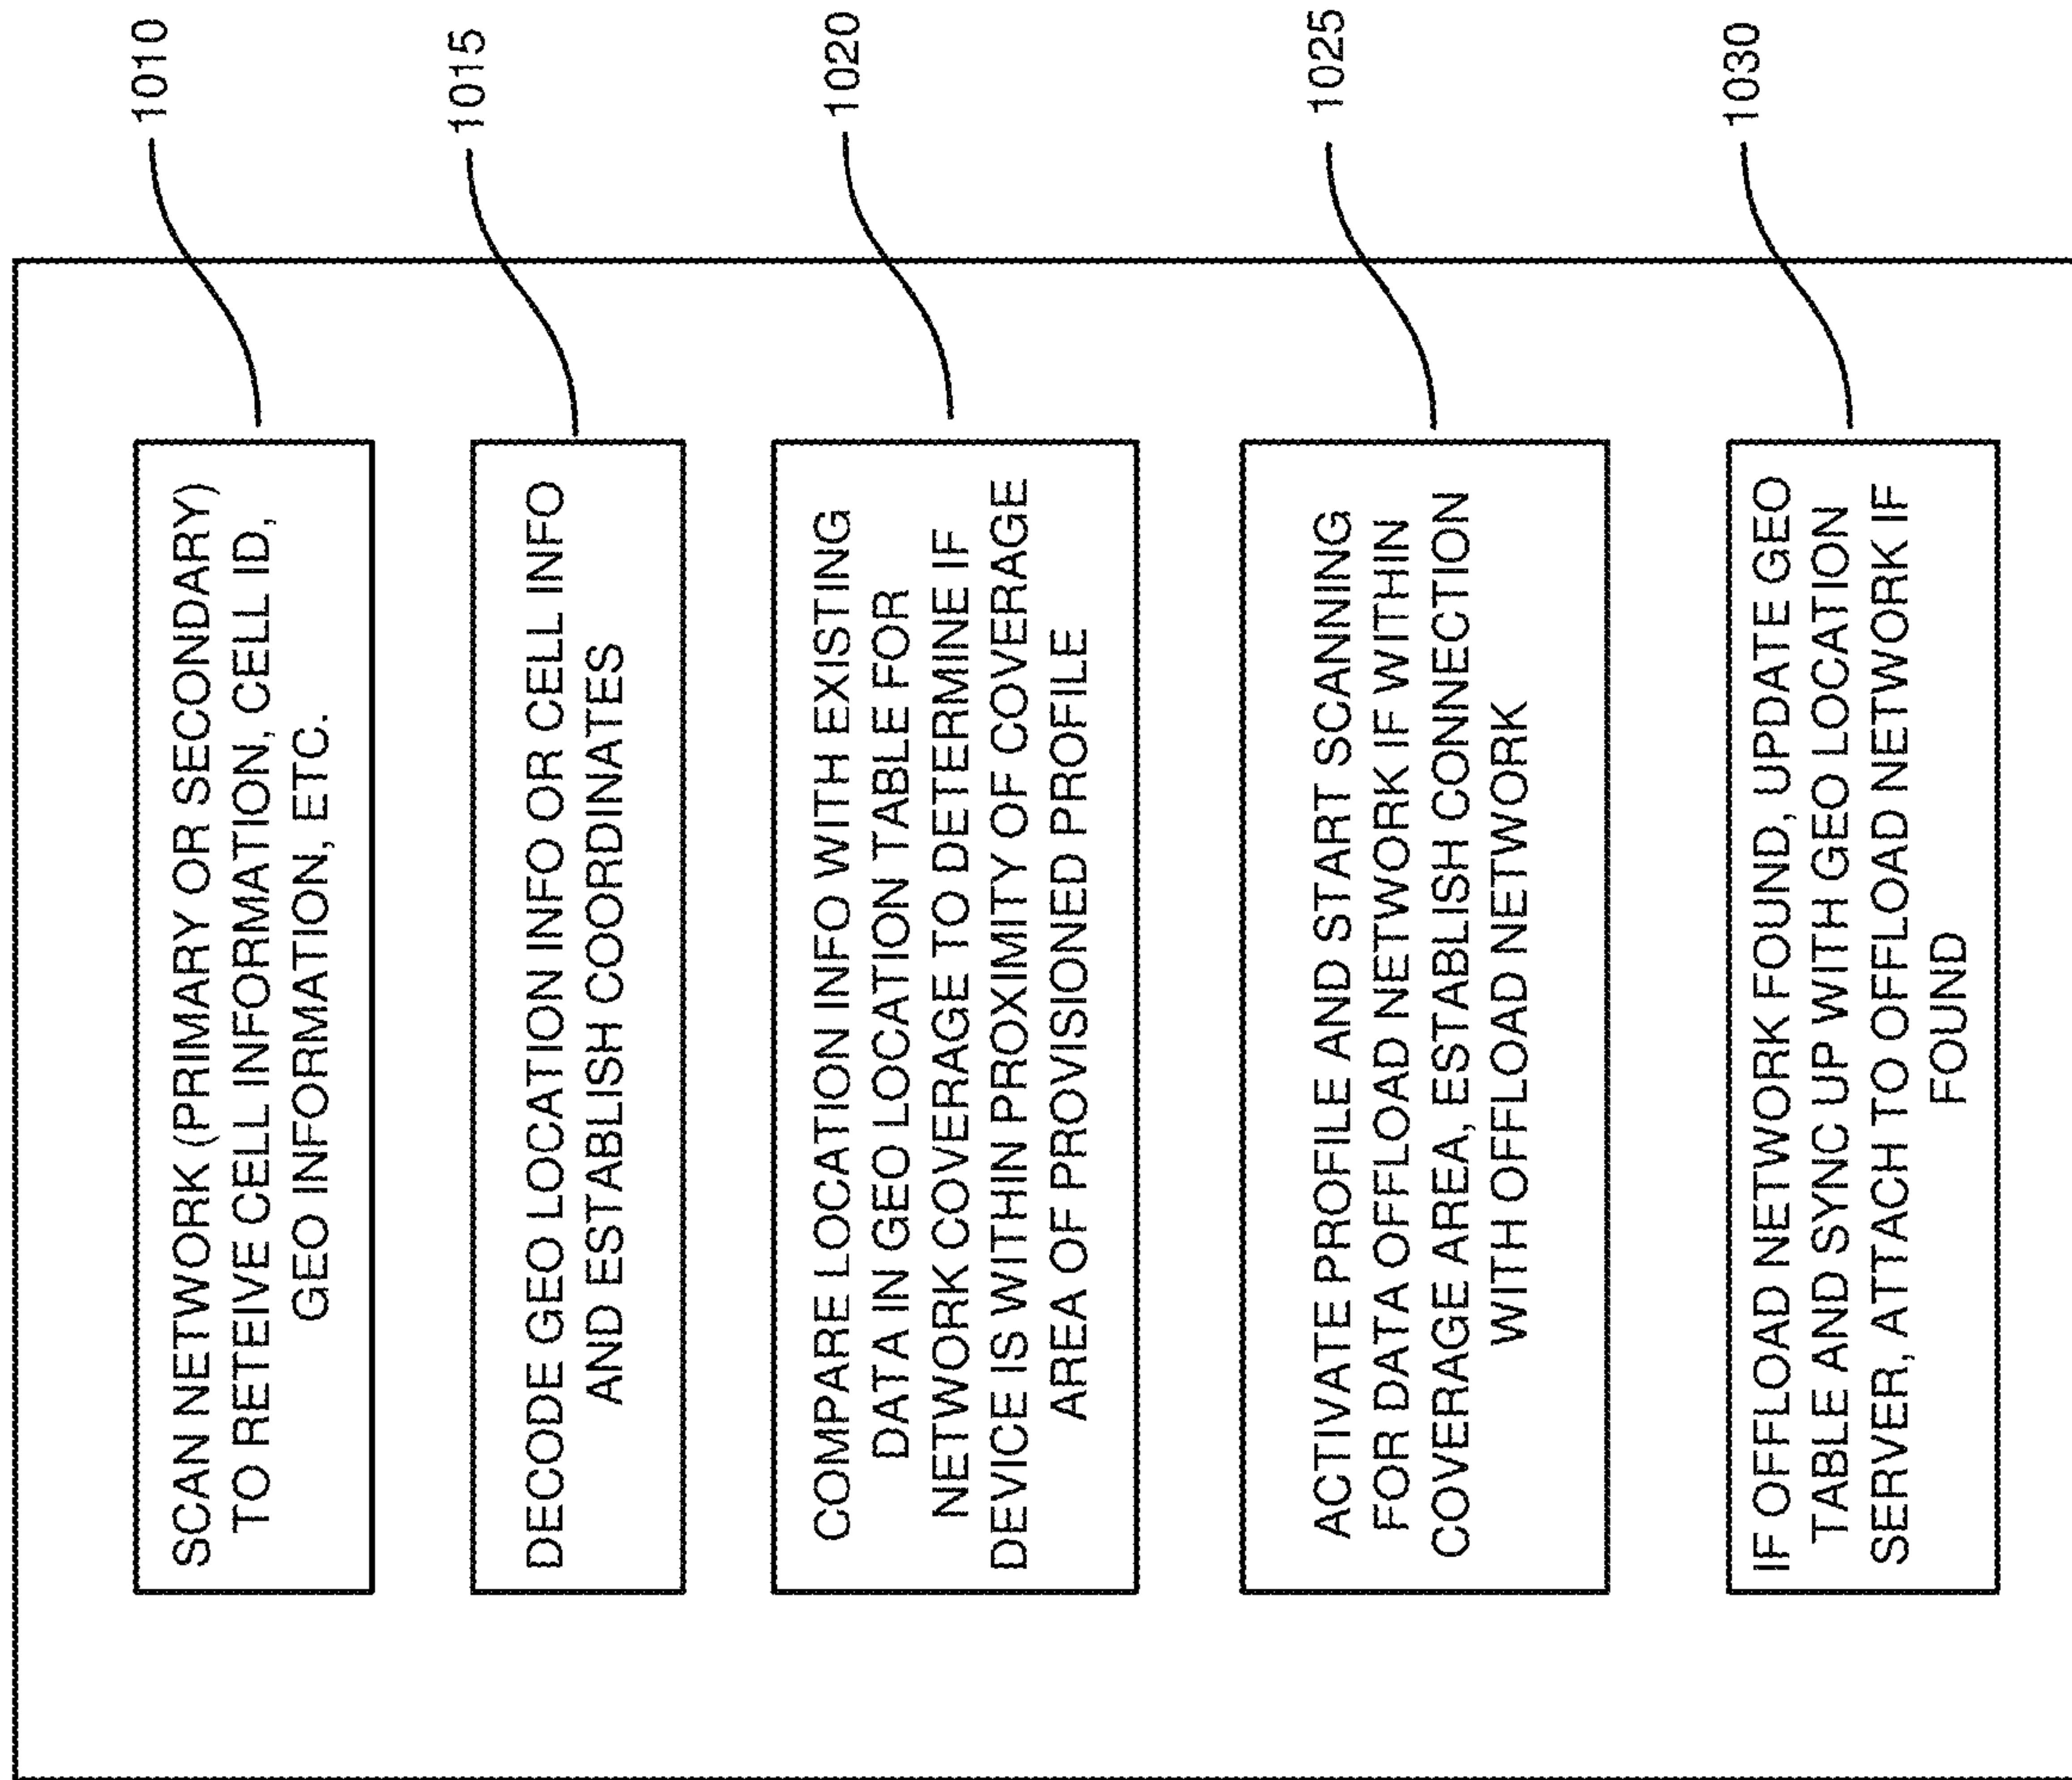 SCAN NETWORK (PRIMARY OR SECONDARY)
TO RETEIVE CELL INFORMATION, CELL ID,
GEO INFORMATION, ETC.
1010
DECODE GEO LOCATION INFO OR CELL INFO
AND ESTABLISH COORDINATES
1015
COMPARE LOCATION INFO WITH EXISTING
DATA IN GEO LOCATION TABLE FOR
NETWORK COVERAGE TO DETERMINE IF
DEVICE IS WITHIN PROXIMITY OF COVERAGE
AREA OF PROVISIONED PROFILE
1020
ACTIVATE PROFILE AND START SCANNING
FOR DATA OFFLOAD NETWORK IF WITHIN
COVERAGE AREA, ESTABLISH CONNECTION
WITH OFFLOAD NETWORK
1025
IF OFFLOAD NETWORK FOUND, UPDATE GEO
TABLE AND SYNC UP WITH GEO LOCATION
SERVER, ATTACH TO OFFLOAD NETWORK IF
FOUND
1030